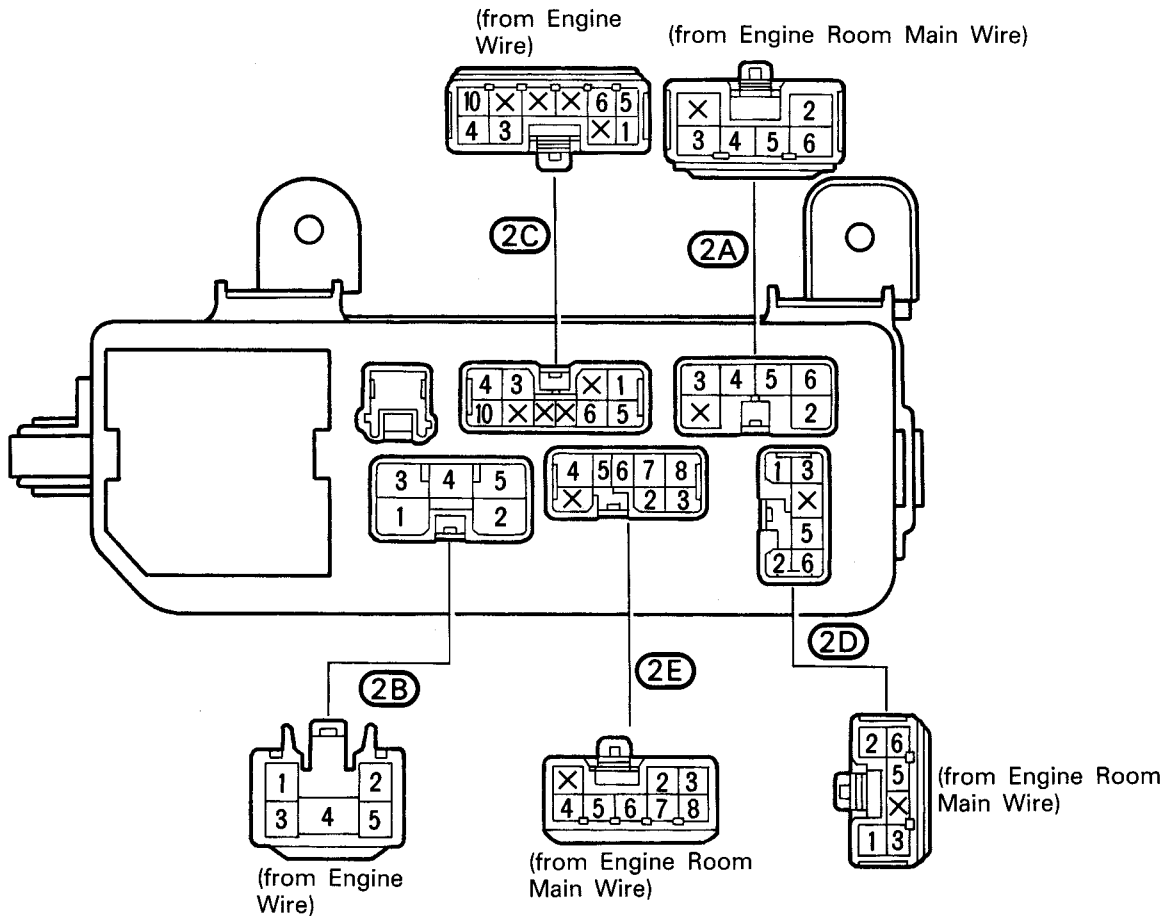 (from Engine
Wire)
(from Engine Room Main Wire)
10 X X X 6 5
4 3 X 1
X 2
3 4 5 6
2C
2A
4 3 X 1
10 X X X 6 5
3 4 5 6
X 2
3 4 5
1 2
4 5 6 7 8
X 2 3
1 3
X
5
2 6
2D
2E
2B
1 2
3 4 5
X 2 3
4 5 6 7 8
2 6
5
X
1 3
(from Engine Room
Main Wire)
(from Engine
Wire)
(from Engine Room
Main Wire)